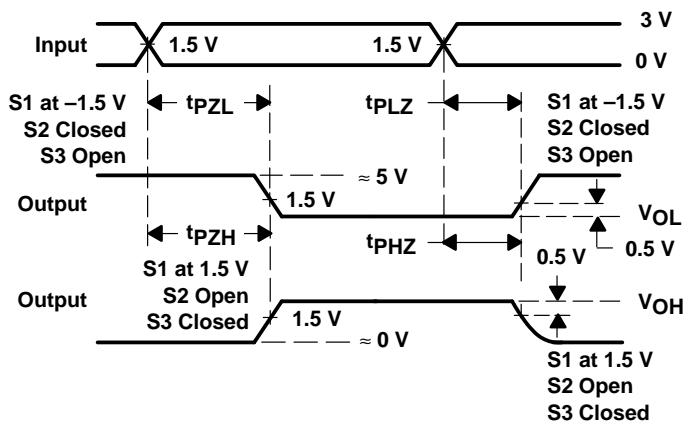 3 V
Input
1.5 V
1.5 V
0 V
S1 at –1.5 V
S2 Closed
S3 Open
tPZL
tPLZ
S1 at –1.5 V
S2 Closed
S3 Open
≈ 5 V
Output
1.5 V
VOL
0.5 V
tPZH
tPHZ
0.5 V
S1 at 1.5 V
S2 Open
S3 Closed
Output
1.5 V
VOH
≈ 0 V
S1 at 1.5 V
S2 Open
S3 Closed